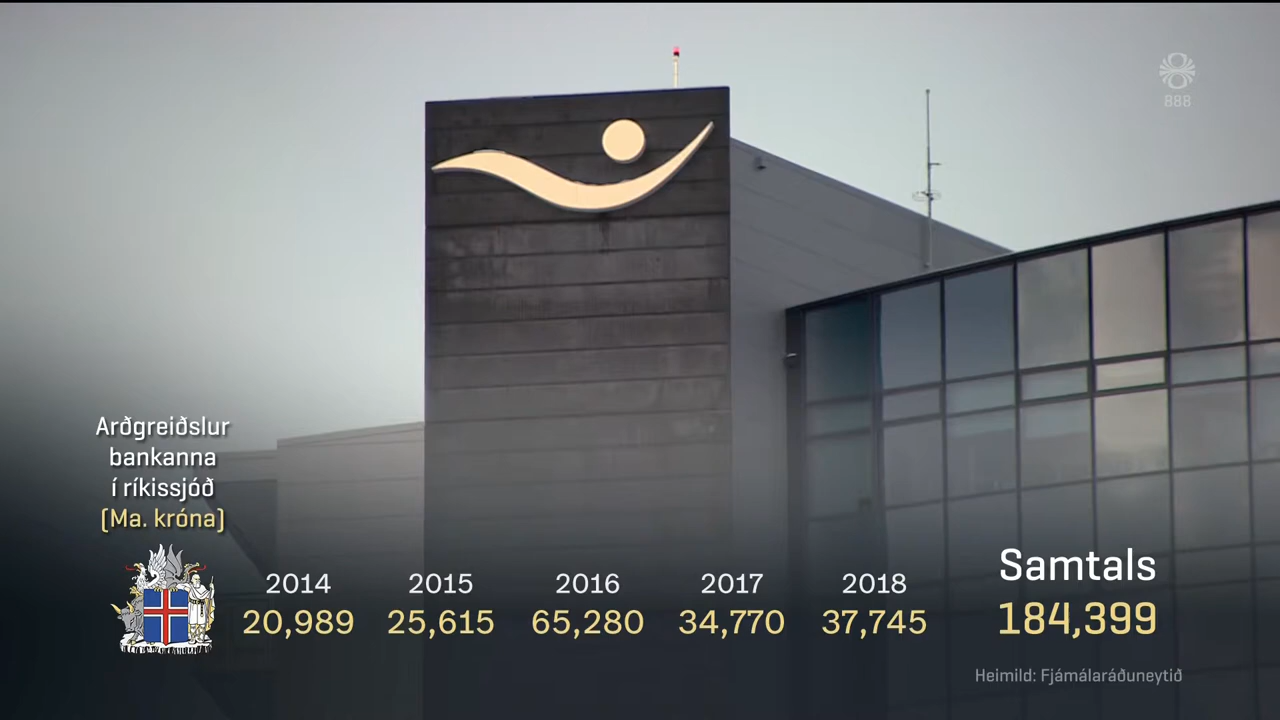 888
Arðgreiðslur
bankanna
í ríkissjóð
(Ma. króna)
2014 2015 2016 2017 2018 Samtals
20,989 25,615 65,280 34,770 37,745 184,399
Heimild: Fjámálaráðuneytið